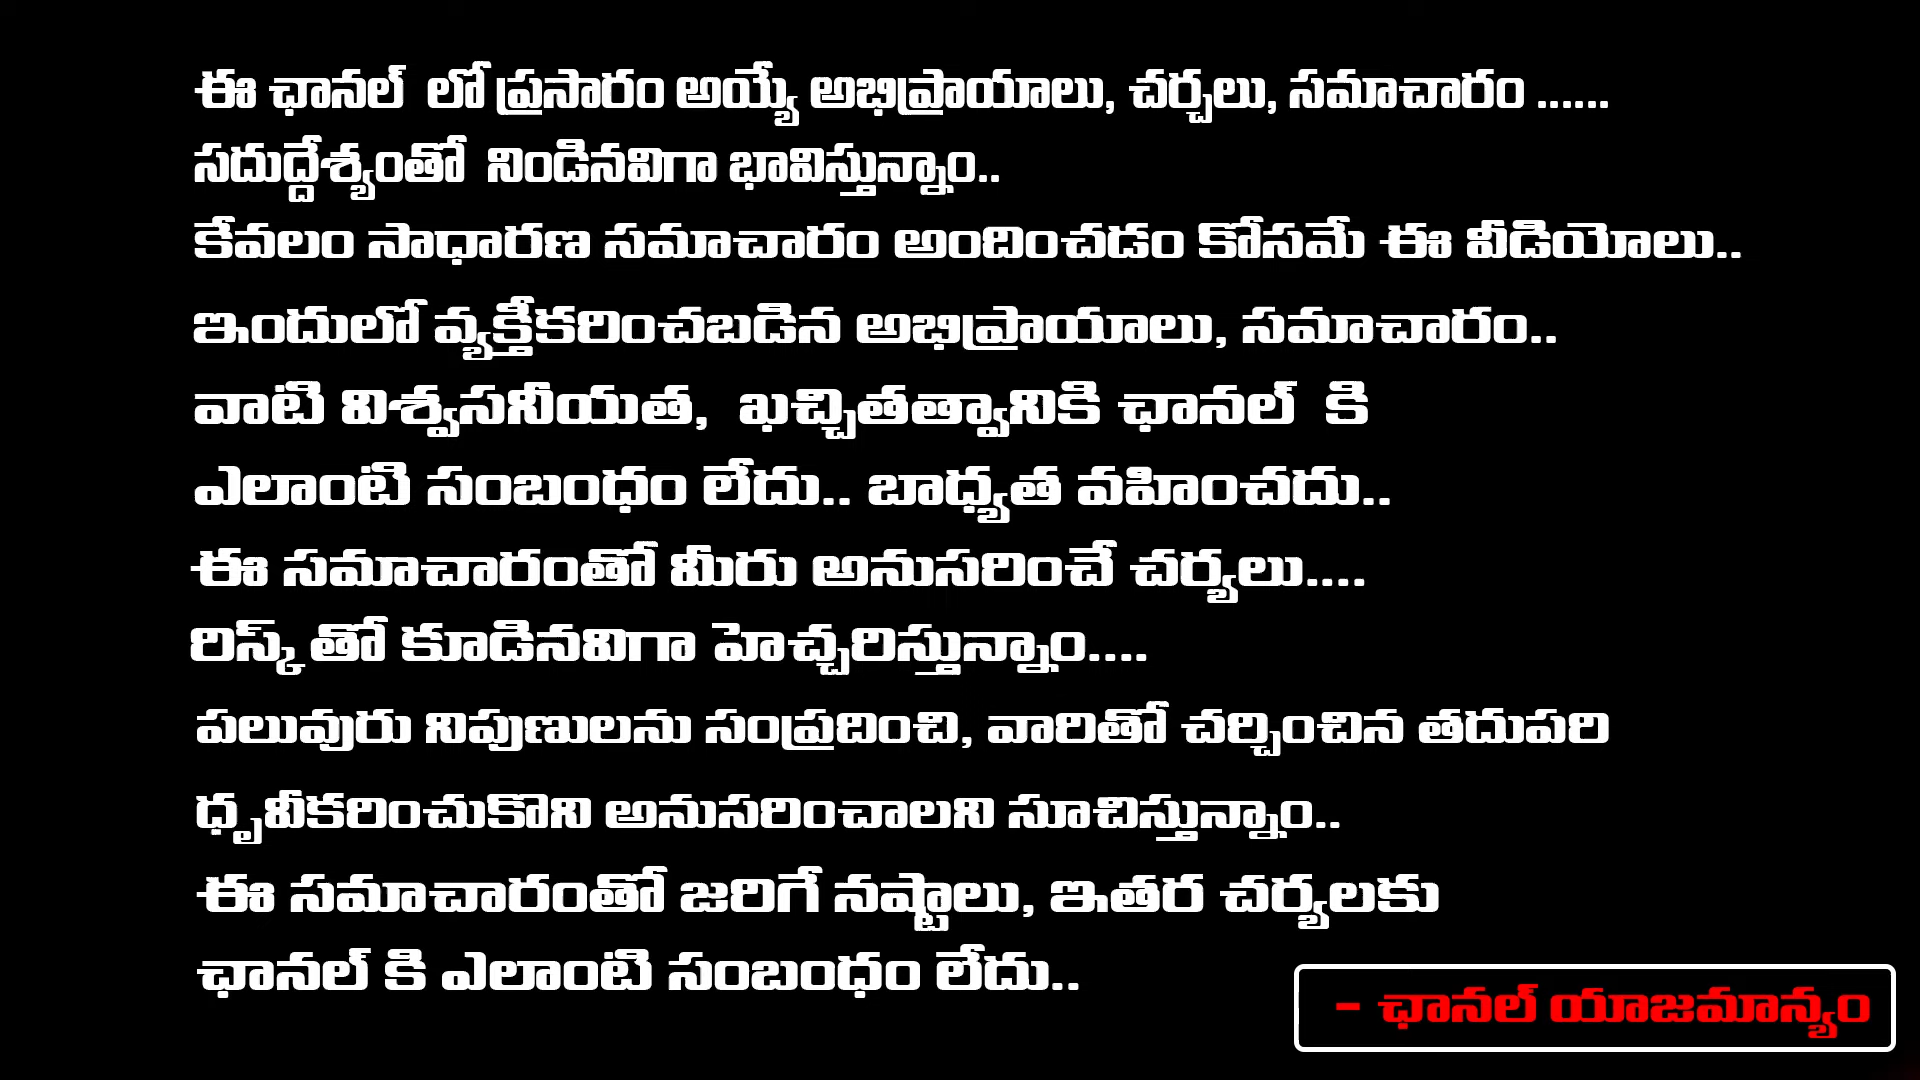 ఈ ఛానల్ లో ప్రసారం అయ్యే అభిప్రాయాలు, చర్చలు, సమాచారం ......
సదుద్దేశ్యంతో నిండినవిగా భావిస్తున్నాం..
కేవలం సాధారణ సమాచారం అందించడం కోసమే ఈ వీడియోలు..
ఇందులో వ్యక్తీకరించబడిన అభిప్రాయాలు, సమాచారం..
వాటి విశ్వసనీయత, ఖచ్చితత్వానికి ఛానల్ కి
ఎలాంటి సంబంధం లేదు.. బాధ్యత వహించదు..
ఈ సమాచారంతో మీరు అనుసరించే చర్యలు....
రిస్క్ తో కూడినవిగా హెచ్చరిస్తున్నాం....
పలువురు నిపుణులను సంప్రదించి, వారితో చర్చించిన తదుపరి
ధృవీకరించుకొని అనుసరించాలని సూచిస్తున్నాం..
ఈ సమాచారంతో జరిగే నష్టాలు, ఇతర చర్యలకు
ఛానల్ కి ఎలాంటి సంబంధం లేదు..
- ఛానల్ యాజమాన్యం